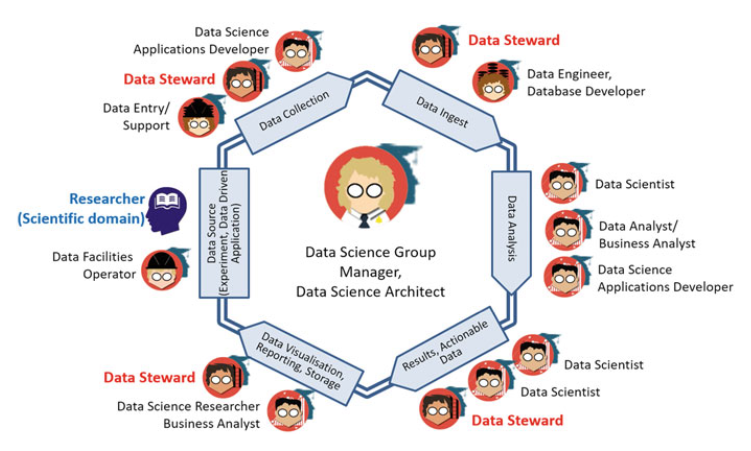 Data Science
Applications Developer
Data Steward
Data Entry/
Support
Data Collection
Data Steward
Data Engineer,
Database Developer
Data Ingest
Data Scientist
Data Analyst/
Business Analyst
Data Science
Applications Developer
Data Analysis
Data Science Group
Manager,
Data Science Architect
Researcher
(Scientific domain)
Data Facilities
Operator
Data Source
(Experiment, Data Driven
Application)
Results, Actionable
Data
Data Scientist
Data Scientist
Data Steward
Data Visualisation,
Reporting, Storage
Data Steward
Data Science Researcher
Business Analyst